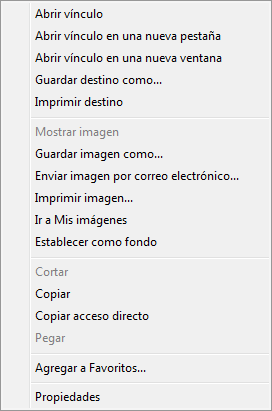 Abrir vínculo
Abrir vínculo en una nueva pestaña
Abrir vínculo en una nueva ventana
Guardar destino como...
Imprimir destino
Mostrar imagen
Guardar imagen como...
Enviar imagen por correo electrónico...
Imprimir imagen...
Ir a Mis imágenes
Establecer como fondo
Cortar
Copiar
Copiar acceso directo
Pegar
Agregar a Favoritos...
Propiedades